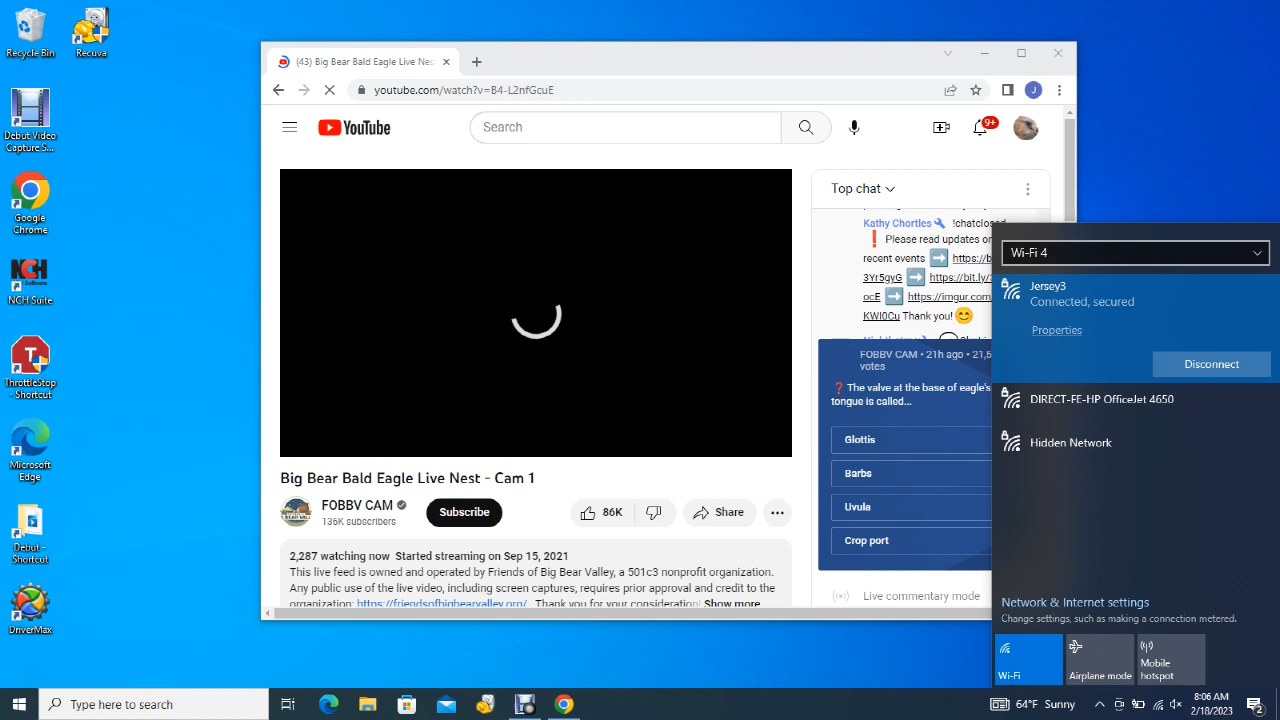 Recycle Bin
Recuva
Debut Video
Capture S...
Google
Chrome
NCH Suite
ThrottleStop
- Shortcut
Microsoft
Edge
Debut -
Shortcut
DriverMax
(43) Big Bear Bald Eagle Live Nest
youtube.com/watch?v=B4-L2nfGcuE
J
YouTube
Search
9+
Big Bear Bald Eagle Live Nest - Cam 1
FOBBV CAM
136K subscribers
Subscribe
86K
Share
2,287 watching now Started streaming on Sep 15, 2021
This live feed is owned and operated by Friends of Big Bear Valley, a 501c3 nonprofit organization.
Any public use of the live video, including screen captures, requires prior approval and credit to the
organization: https://friendsofbigbearvalley.org/ . Thank you for your consideration! Show more
Top chat
Kathy Chortles !chatclosed
❗ Please read updates on
recent events ➡️ https://b
3Yr5gyG ➡️ https://bit.ly/
ocE ➡️ https://imgur.com
KWI0Cu Thank you! 😊
FOBBV CAM • 21h ago • 21,5
votes
❓The valve at the base of eagle's
tongue is called...
Glottis
Barbs
Uvula
Crop port
Live commentary mode
Wi-Fi 4
Jersey3
Connected, secured
Properties
Disconnect
DIRECT-FE-HP OfficeJet 4650
Hidden Network
Network & Internet settings
Change settings, such as making a connection metered.
Wi-Fi
Airplane mode
Mobile
hotspot
Type here to search
64°F Sunny
8:06 AM
2/18/2023
2